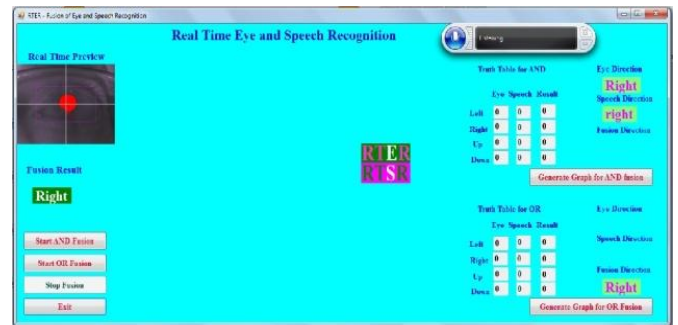 RTER - Fusion of Eye and Speech Recognition
Real Time Eye and Speech Recognition
Listening
Real Time Preview
Fusion Result
Right
Start AND Fusion
Start OR Fusion
Stop Fusion
Exit
RTER
RTSR
Truth Table for AND
Eye Speech Result
Left 0 0 0
Right 0 0 0
Up 0 0 0
Down 0 0 0
Eye Direction
Right
Speech Direction
right
Fusion Direction
Generate Graph for AND fusion
Truth Table for OR
Eye Speech Result
Left 0 0 0
Right 0 0 0
Up 0 0 0
Down 0 0 0
Eye Direction
Speech Direction
Fusion Direction
Right
Generate Graph for OR Fusion